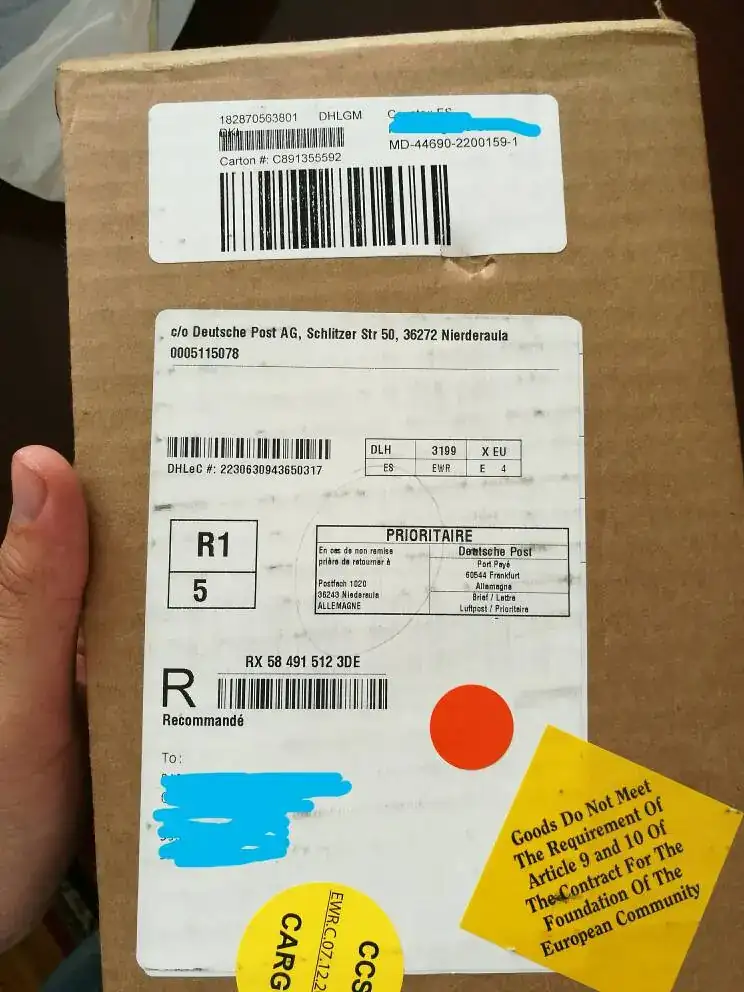 182870563801 DHLGM
Carton #: C891355592
MD-44690-2200159-1
c/o Deutsche Post AG, Schlitzer Str 50, 36272 Nierderaula
0005115078
DHLeC #: 2230630943650317
DLH 3199 X EU
ES EWR E 4
R1
5
PRIORITAIRE
En cas de non remise
prière de retourner à
Postfach 1020
36243 Niederaula
ALLEMAGNE
Deutsche Post
Port Payé
60544 Frankfurt
Allemagne
Brief / Lettre
Luftpost / Prioritaire
RX 58 491 512 3DE
R
Recommandé
To:
Goods Do Not Meet
The Requirement Of
Article 9 and 10 Of
The Contract For The
Foundation Of The
European Community
CCS
EWRC.07.12.2
CARG